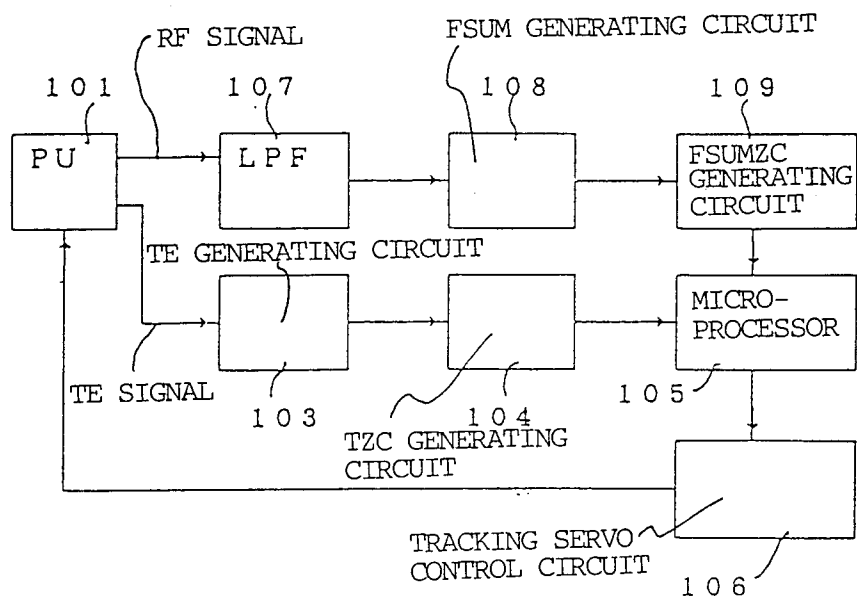 RF SIGNAL
FSUM GENERATING CIRCUIT
101
107
108
109
PU
LPF
FSUMZC
GENERATING
CIRCUIT
TE GENERATING CIRCUIT
MICRO-
PROCESSOR
TE SIGNAL
103
104
105
TZC GENERATING
CIRCUIT
TRACKING SERVO
CONTROL CIRCUIT
106